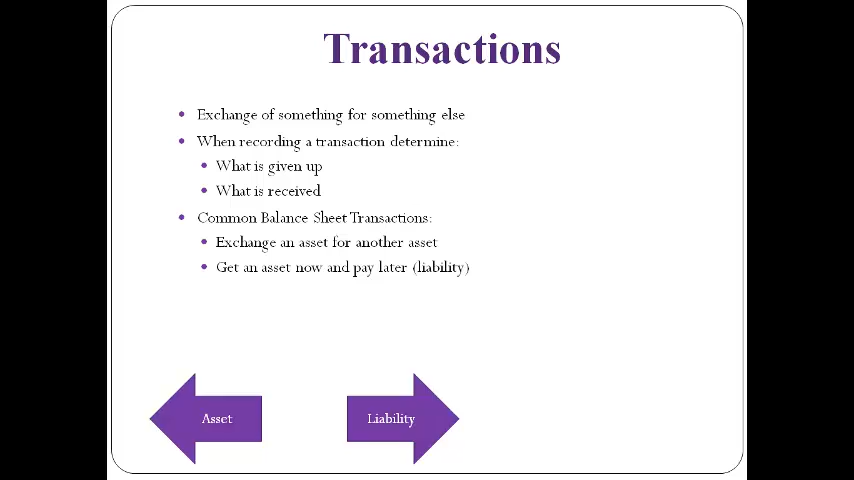 Transactions
Exchange of something for something else
When recording a transaction determine:
What is given up
What is received
Common Balance Sheet Transactions:
Exchange an asset for another asset
Get an asset now and pay later (liability)
Asset
Liability